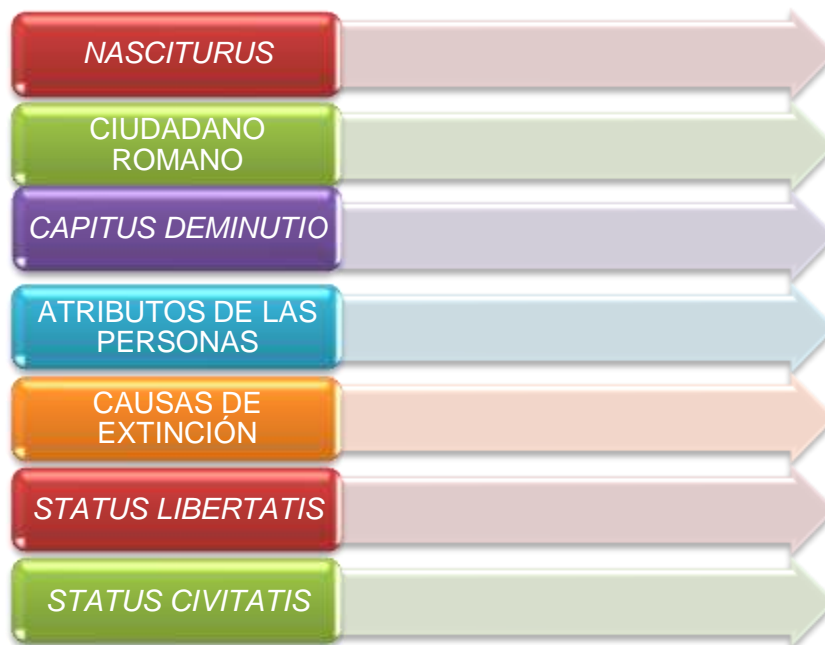 NASCITURUS
CIUDADANO
ROMANO
CAPITUS DEMINUTIO
ATRIBUTOS DE LAS
PERSONAS
CAUSAS DE
EXTINCIÓN
STATUS LIBERTATIS
STATUS CIVITATIS